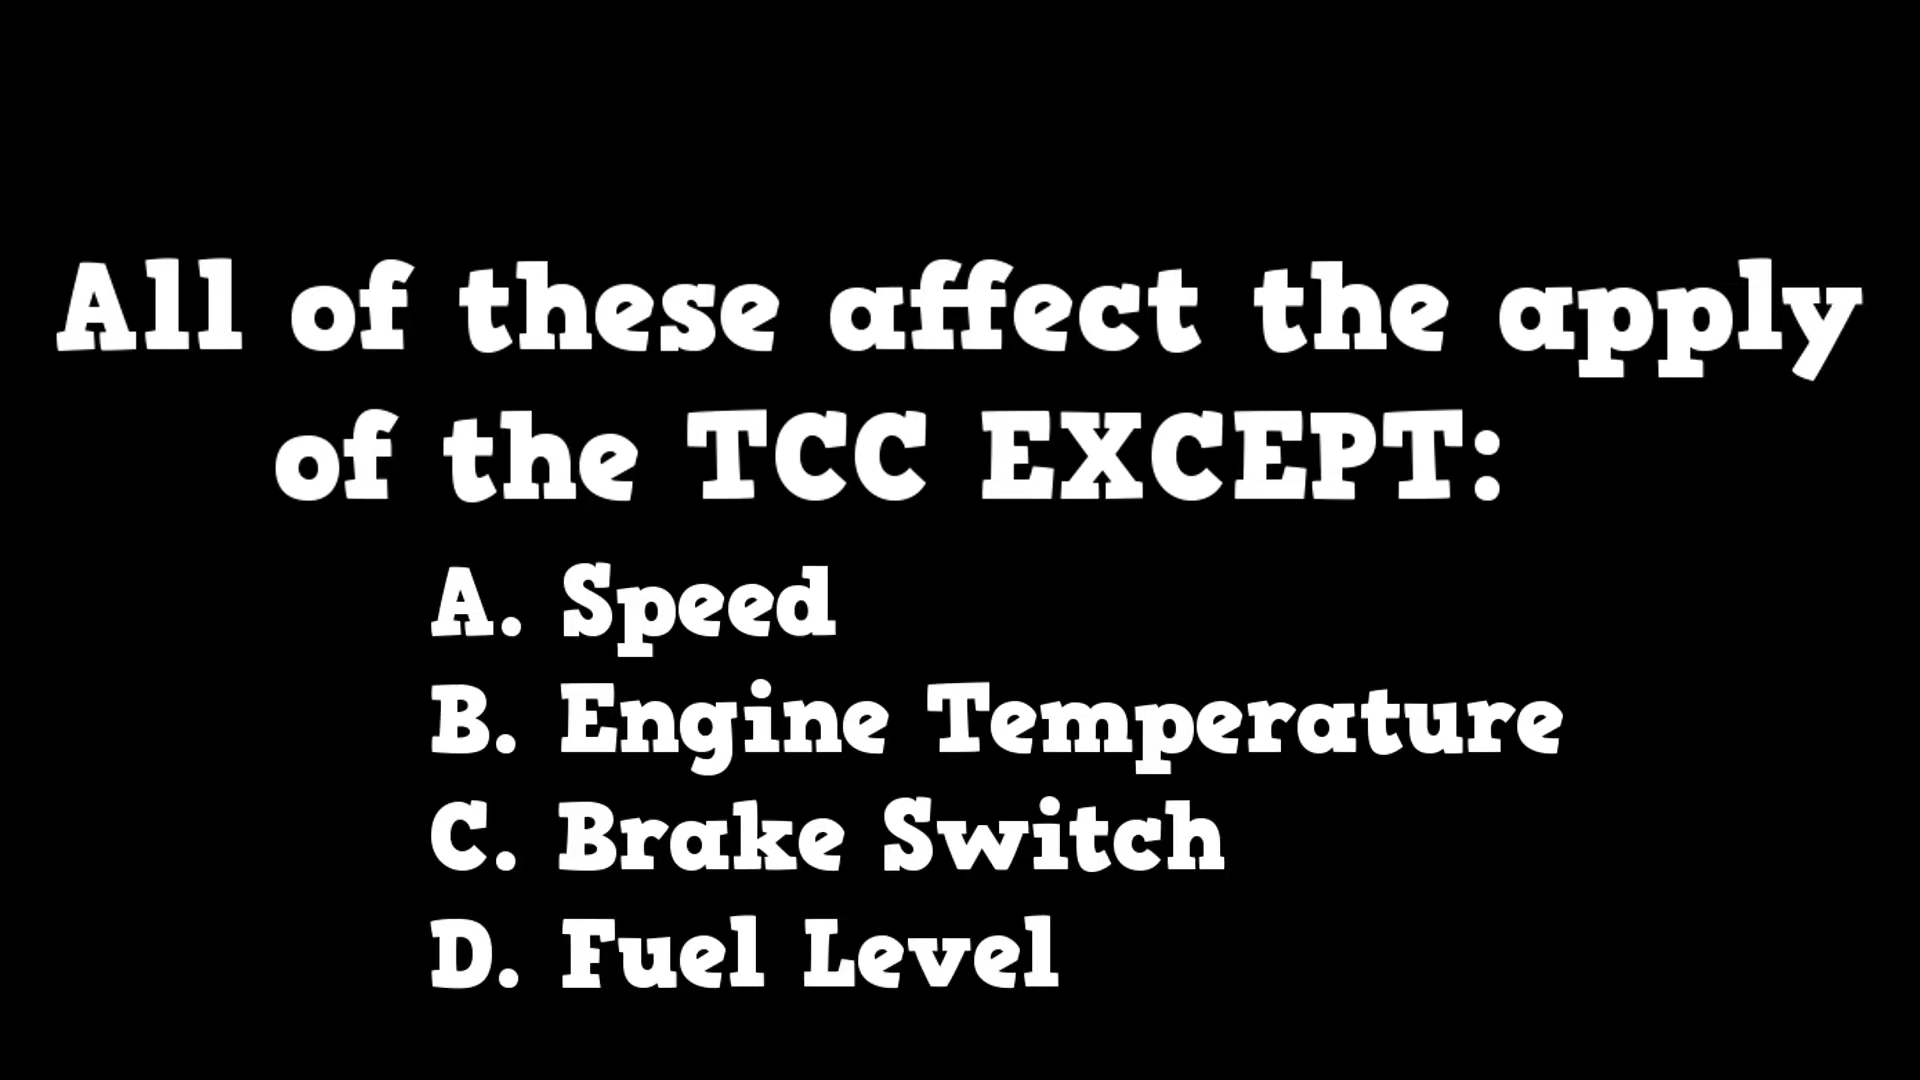 All of these affect the apply
of the TCC EXCEPT:
A. Speed
B. Engine Temperature
C. Brake Switch
D. Fuel Level